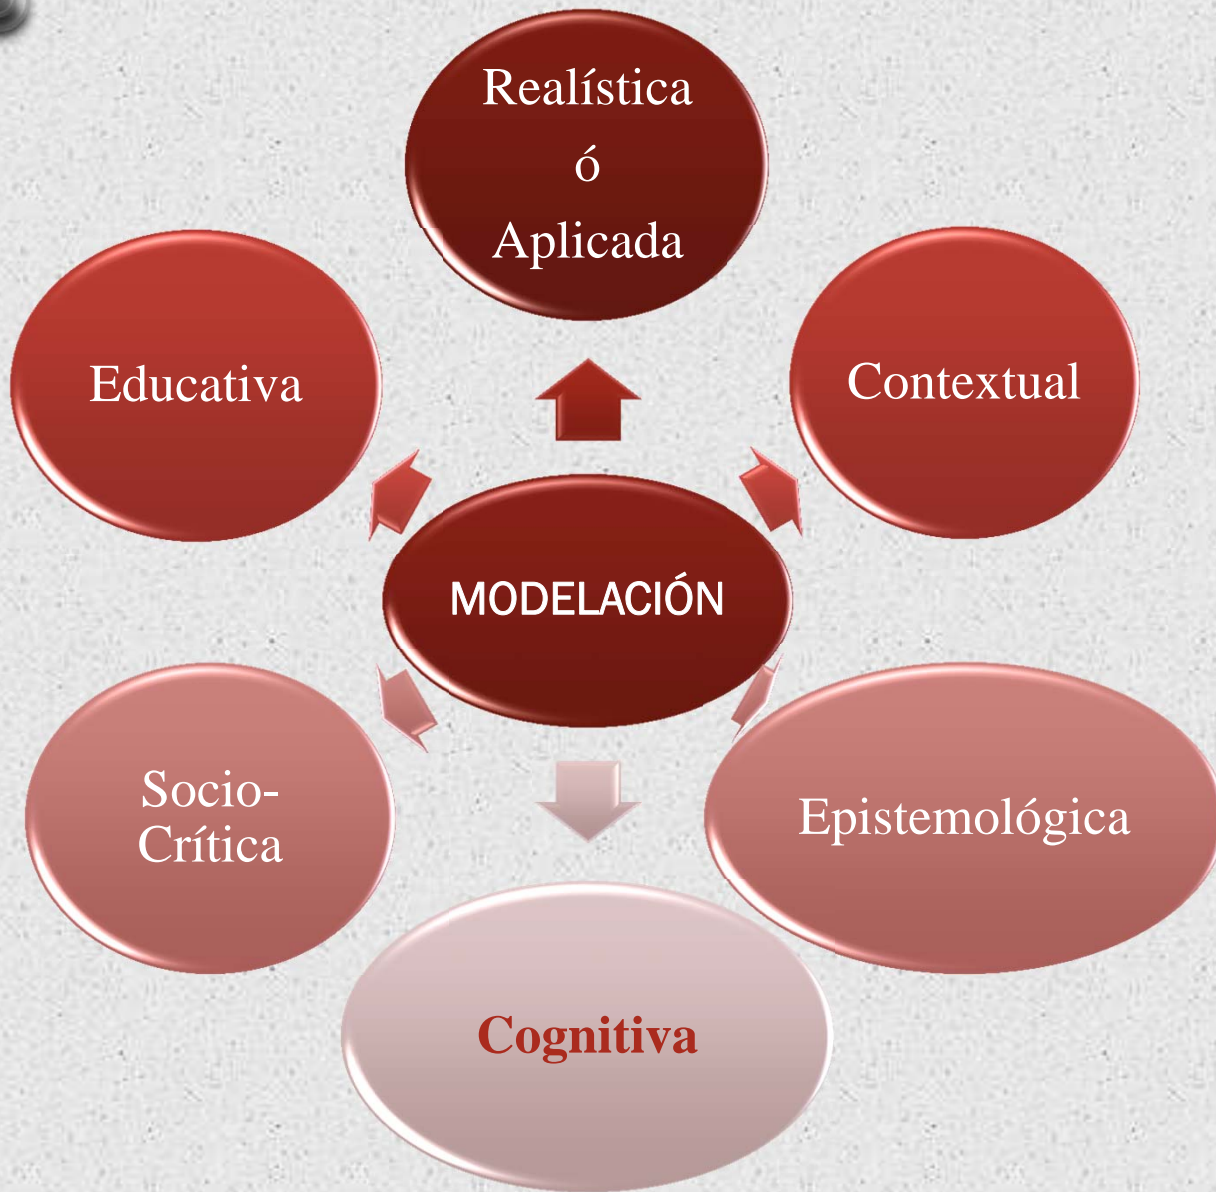 Realística
ó
Aplicada
Educativa
Contextual
MODELACIÓN
Socio-
Crítica
Epistemológica
Cognitiva